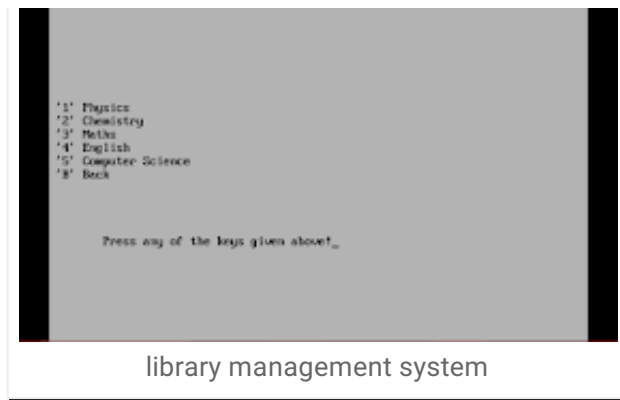 '1' Physics
'2' Chemistry
'3' Maths
'4' English
'5' Computer Science
'B' Back
Press any of the keys given above!_
library management system